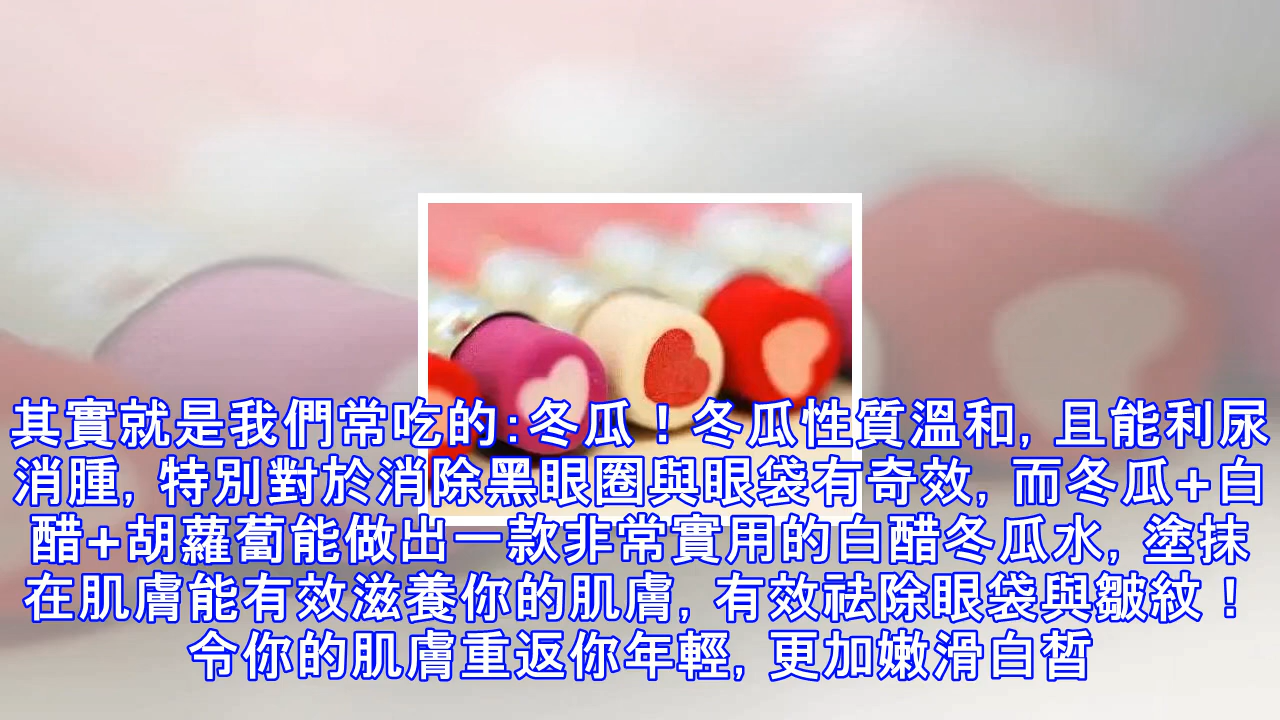 其實就是我們常吃的:冬瓜！冬瓜性質溫和, 且能利尿
消腫, 特別對於消除黑眼圈與眼袋有奇效, 而冬瓜+白
醋+胡蘿蔔能做出一款非常實用的白醋冬瓜水, 塗抹
在肌膚能有效滋養你的肌膚, 有效祛除眼袋與皺紋！
令你的肌膚重返你年輕, 更加嫩滑白皙